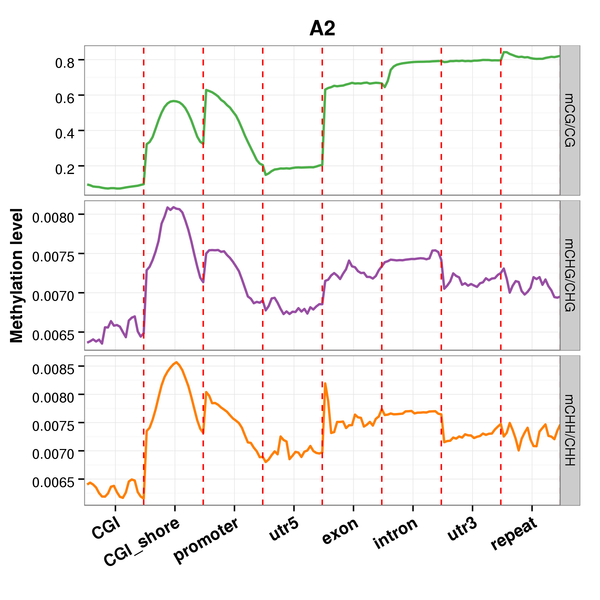 A2
Methylation level
0.8
0.6
0.4
0.2
mCG/CG
0.0080
0.0075
0.0070
0.0065
mCHG/CHG
0.0085
0.0080
0.0075
0.0070
0.0065
mCHH/CHH
CGI
CGI_shore
promoter
utr5
exon
intron
utr3
repeat